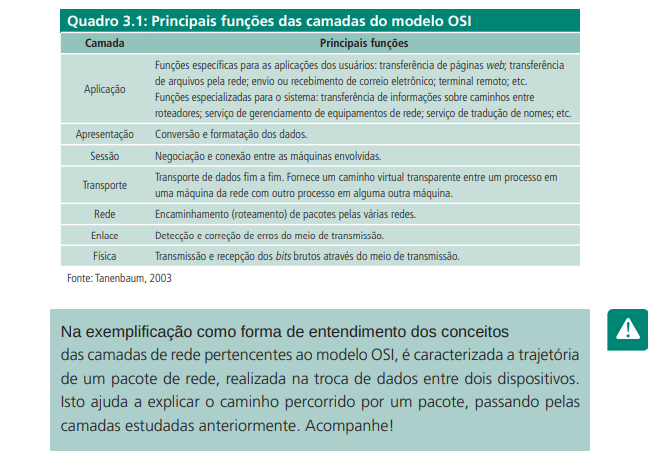 Quadro 3.1: Principais funções das camadas do modelo OSI
Camada Principais funções
Aplicação
Funções específicas para as aplicações dos usuários: transferência de páginas web; transferência
de arquivos pela rede; envio ou recebimento de correio eletrônico; terminal remoto; etc.
Funções especializadas para o sistema: transferência de informações sobre caminhos entre
roteadores; serviço de gerenciamento de equipamentos de rede; serviço de tradução de nomes; etc.
Apresentação Conversão e formatação dos dados.
Sessão Negociação e conexão entre as máquinas envolvidas.
Transporte
Transporte de dados fim a fim. Fornece um caminho virtual transparente entre um processo em
uma máquina da rede com outro processo em alguma outra máquina.
Rede Encaminhamento (roteamento) de pacotes pelas várias redes.
Enlace Detecção e correção de erros do meio de transmissão.
Física Transmissão e recepção dos bits brutos através do meio de transmissão.
Fonte: Tanenbaum, 2003
Na exemplificação como forma de entendimento dos conceitos
das camadas de rede pertencentes ao modelo OSI, é caracterizada a trajetória
de um pacote de rede, realizada na troca de dados entre dois dispositivos.
Isto ajuda a explicar o caminho percorrido por um pacote, passando pelas
camadas estudadas anteriormente. Acompanhe!